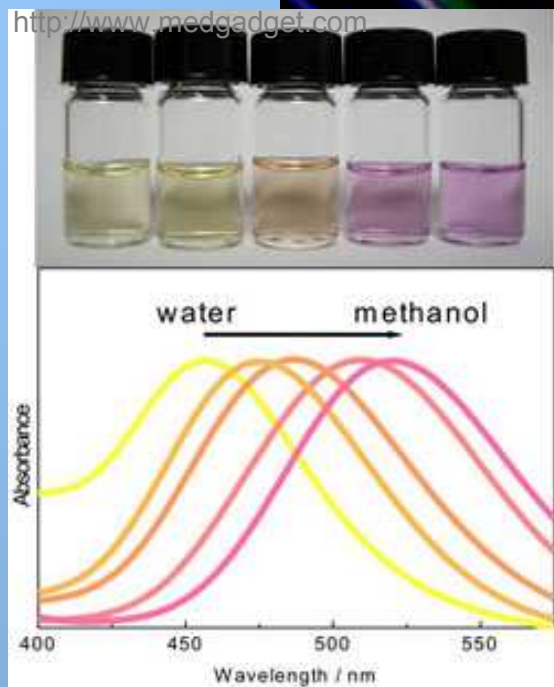 http://www.medgadget.com
water methanol
Absorbance
400 450 500 550
Wavelength / nm